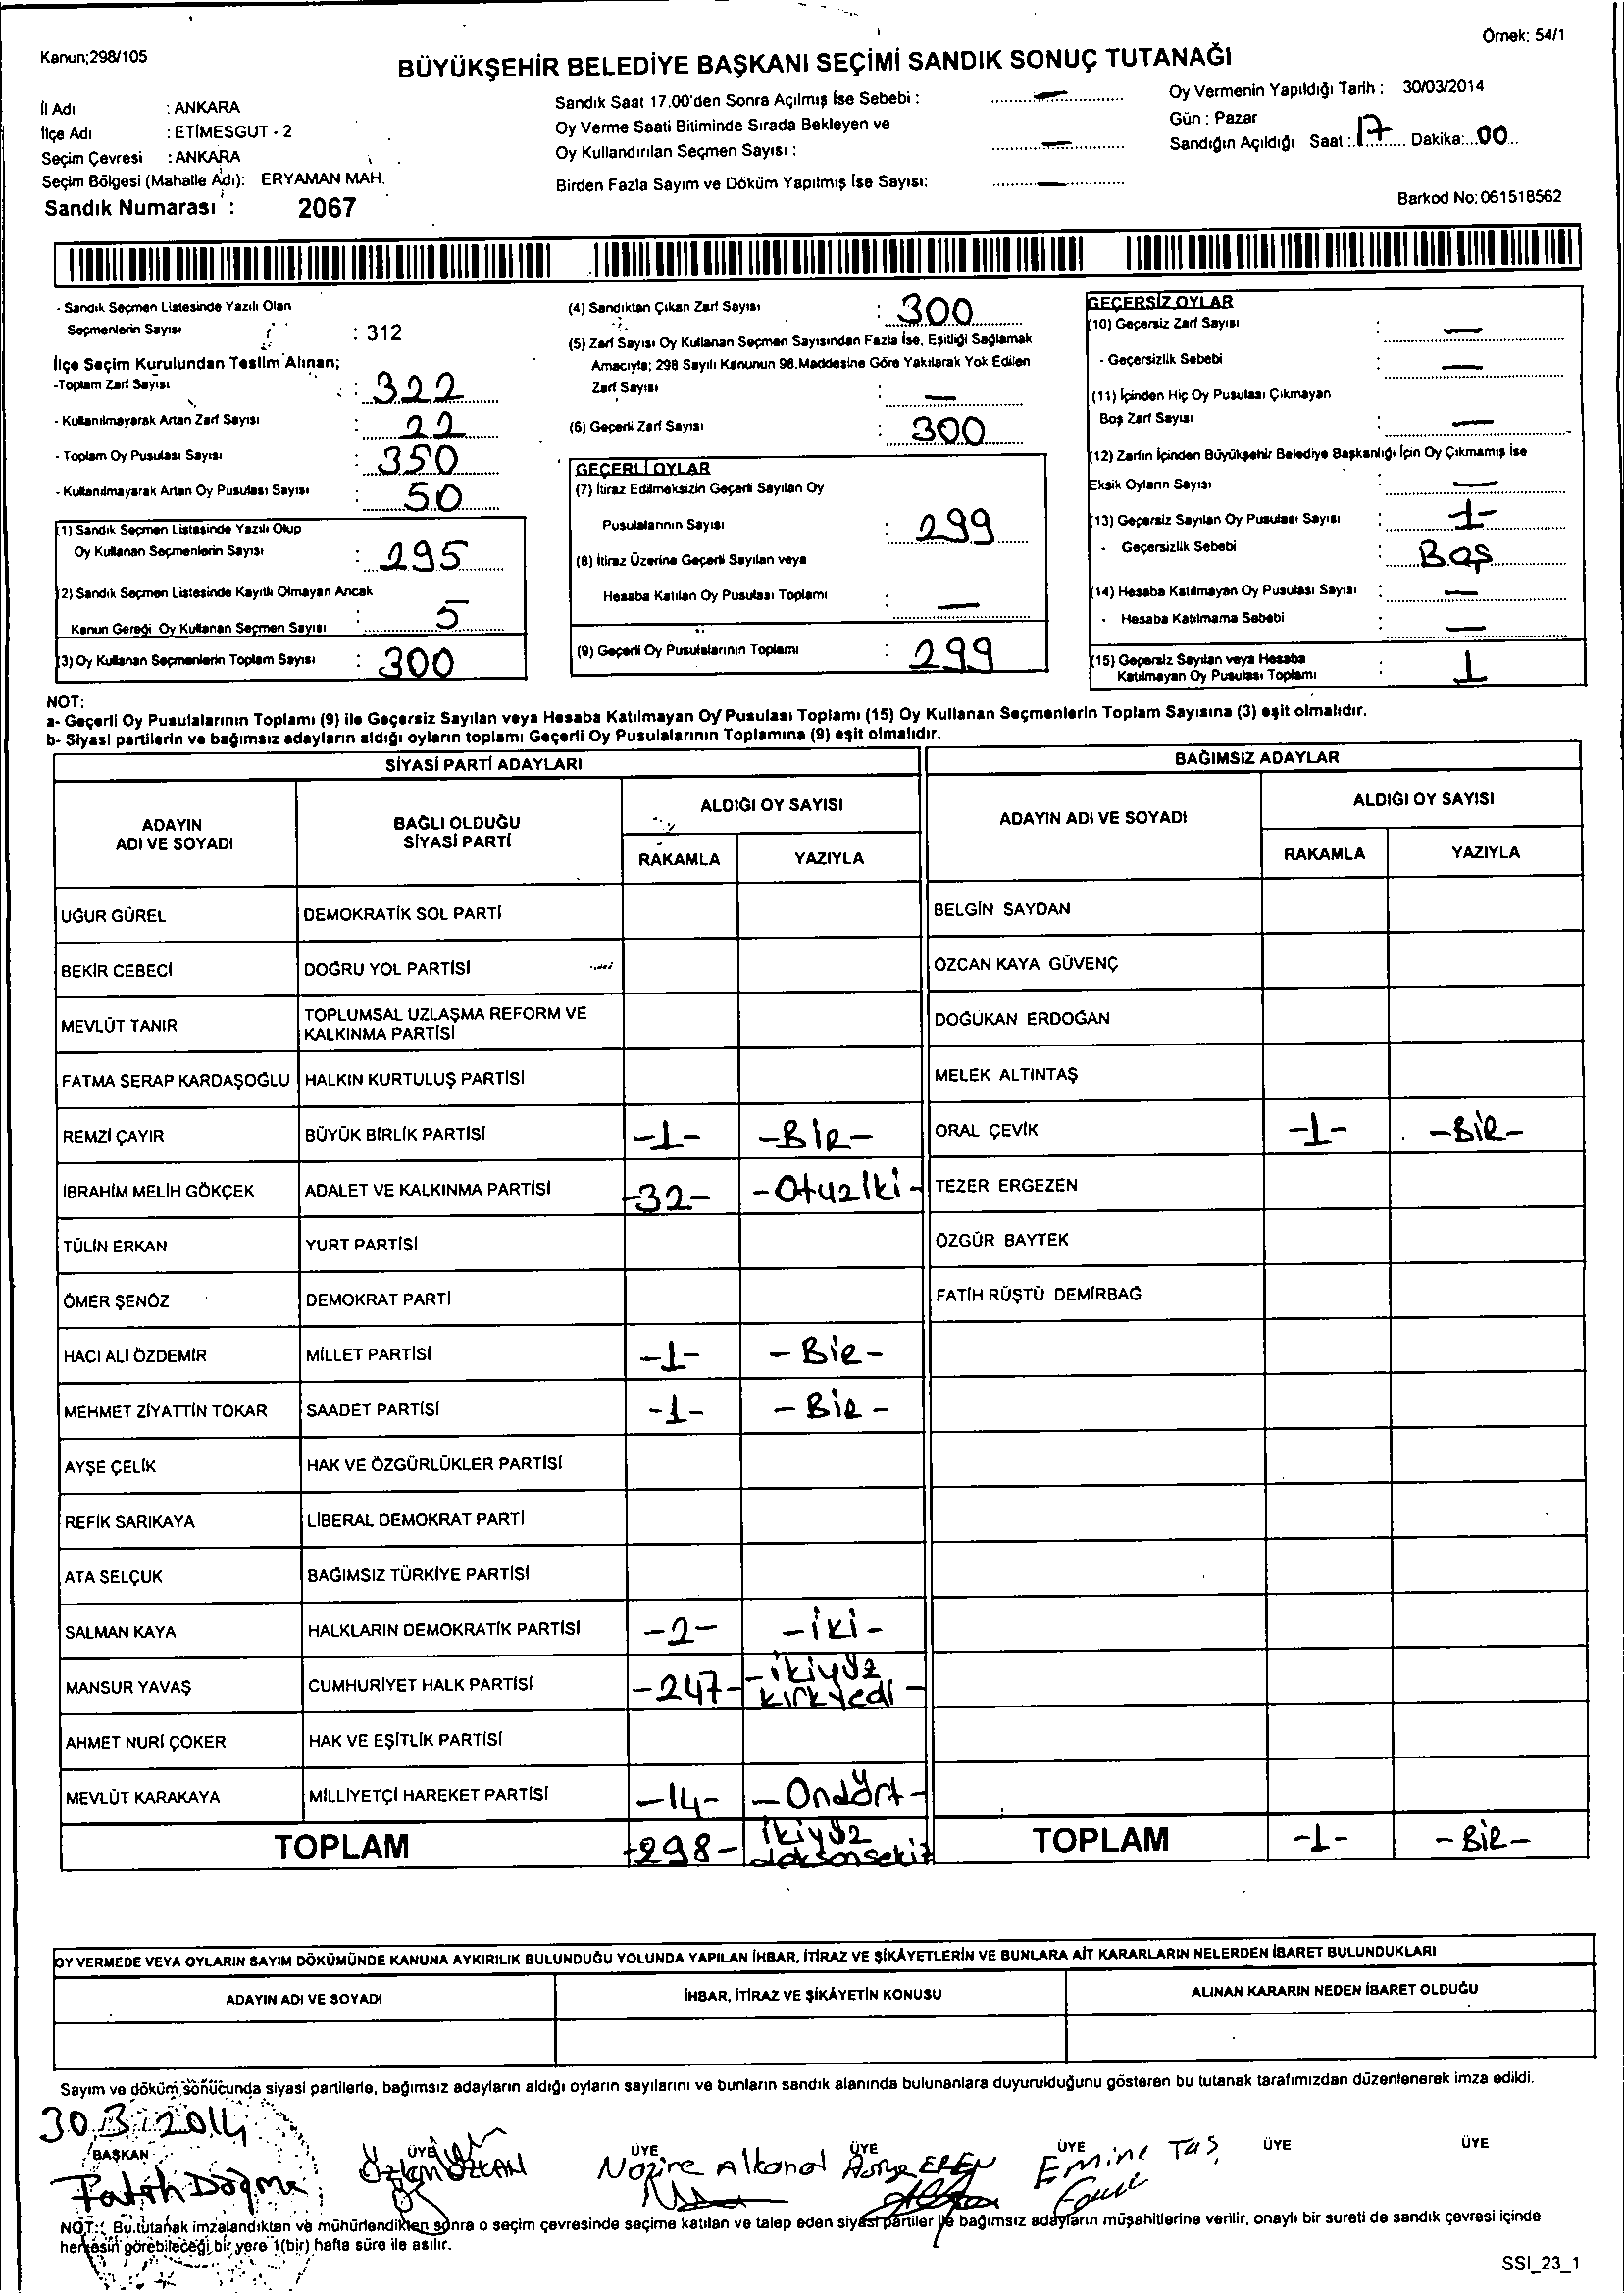 Kanun;298/105
Örnek: 54/1
BÜYÜKŞEHİR BELEDİYE BAŞKANI SEÇİMİ SANDIK SONUÇ TUTANAĞI
İl Adı : ANKARA
İlçe Adı : ETİMESGUT - 2
Seçim Çevresi : ANKARA
Seçim Bölgesi (Mahalle Adı): ERYAMAN MAH.
Sandık Numarası : 2067
Sandık Saat 17.00'den Sonra Açılmış İse Sebebi : —
Oy Verme Saati Bitiminde Sırada Bekleyen ve
Oy Kullandırılan Seçmen Sayısı : —
Birden Fazla Sayım ve Döküm Yapılmış İse Sayısı: —
Oy Vermenin Yapıldığı Tarih : 30/03/2014
Gün : Pazar
Sandığın Açıldığı Saat : 17 Dakika: 00
Barkod No: 061518562
- Sandık Seçmen Listesinde Yazılı Olan
Seçmenlerin Sayısı : 312
İlçe Seçim Kurulundan Teslim Alınan;
-Toplam Zarf Sayısı : 322
- Kullanılmayarak Artan Zarf Sayısı : 22
- Toplam Oy Pusulası Sayısı : 350
- Kullanılmayarak Artan Oy Pusulası Sayısı : 50
(1) Sandık Seçmen Listesinde Yazılı Olup
Oy Kullanan Seçmenlerin Sayısı : 295
(2) Sandık Seçmen Listesinde Kayıtlı Olmayan Ancak
Kanun Gereği Oy Kullanan Seçmen Sayısı : 5
(3) Oy Kullanan Seçmenlerin Toplam Sayısı : 300
(4) Sandıktan Çıkan Zarf Sayısı : 300
(5) Zarf Sayısı Oy Kullanan Seçmen Sayısından Fazla İse, Eşitliği Sağlamak
Amacıyla; 298 Sayılı Kanunun 98.Maddesine Göre Yakılarak Yok Edilen
Zarf Sayısı : —
(6) Geçerli Zarf Sayısı : 300
GEÇERLİ OYLAR
(7) İtiraz Edilmeksizin Geçerli Sayılan Oy
Pusulalarının Sayısı : 299
(8) İtiraz Üzerine Geçerli Sayılan veya
Hesaba Katılan Oy Pusulası Toplamı : —
(9) Geçerli Oy Pusulalarının Toplamı : 299
GEÇERSİZ OYLAR
(10) Geçersiz Zarf Sayısı : —
- Geçersizlik Sebebi : —
(11) İçinden Hiç Oy Pusulası Çıkmayan
Boş Zarf Sayısı : —
(12) Zarfın İçinden Büyükşehir Belediye Başkanlığı İçin Oy Çıkmamış İse
Eksik Oyların Sayısı : —
(13) Geçersiz Sayılan Oy Pusulası Sayısı : 1-
- Geçersizlik Sebebi : Boş
(14) Hesaba Katılmayan Oy Pusulası Sayısı : —
- Hesaba Katılmama Sebebi : —
(15) Geçersiz Sayılan veya Hesaba
Katılmayan Oy Pusulası Toplamı : 1
NOT:
a- Geçerli Oy Pusulalarının Toplamı (9) ile Geçersiz Sayılan veya Hesaba Katılmayan Oy Pusulası Toplamı (15) Oy Kullanan Seçmenlerin Toplam Sayısına (3) eşit olmalıdır.
b- Siyasi partilerin ve bağımsız adayların aldığı oyların toplamı Geçerli Oy Pusulalarının Toplamına (9) eşit olmalıdır.
SİYASİ PARTİ ADAYLARI
BAĞIMSIZ ADAYLAR
ADAYIN ADI VE SOYADI
BAĞLI OLDUĞU SİYASİ PARTİ
ALDIĞI OY SAYISI
RAKAMLA YAZIYLA
ADAYIN ADI VE SOYADI
ALDIĞI OY SAYISI
RAKAMLA YAZIYLA
UĞUR GÜREL DEMOKRATİK SOL PARTİ BELGİN SAYDAN
BEKİR CEBECİ DOĞRU YOL PARTİSİ ÖZCAN KAYA GÜVENÇ
MEVLÜT TANIR TOPLUMSAL UZLAŞMA REFORM VE KALKINMA PARTİSİ DOĞUKAN ERDOĞAN
FATMA SERAP KARDAŞOĞLU HALKIN KURTULUŞ PARTİSİ MELEK ALTINTAŞ
REMZİ ÇAYIR BÜYÜK BİRLİK PARTİSİ -1- -Bir- ORAL ÇEVİK -1- -Bir-
İBRAHİM MELİH GÖKÇEK ADALET VE KALKINMA PARTİSİ -32- -Otuziki- TEZER ERGEZEN
TÜLİN ERKAN YURT PARTİSİ ÖZGÜR BAYTEK
ÖMER ŞENÖZ DEMOKRAT PARTİ FATİH RÜŞTÜ DEMİRBAĞ
HACI ALİ ÖZDEMİR MİLLET PARTİSİ -1- -Bir-
MEHMET ZİYATTİN TOKAR SAADET PARTİSİ -1- -Bir-
AYŞE ÇELİK HAK VE ÖZGÜRLÜKLER PARTİSİ
REFİK SARIKAYA LİBERAL DEMOKRAT PARTİ
ATA SELÇUK BAĞIMSIZ TÜRKİYE PARTİSİ
SALMAN KAYA HALKLARIN DEMOKRATİK PARTİSİ -2- -iki-
MANSUR YAVAŞ CUMHURİYET HALK PARTİSİ -247- -ikiyüz kırkyedi-
AHMET NURİ ÇOKER HAK VE EŞİTLİK PARTİSİ
MEVLÜT KARAKAYA MİLLİYETÇİ HAREKET PARTİSİ -14- -Ondört-
TOPLAM -298- ikiyüz doksansekiz TOPLAM -1- -Bir-
OY VERMEDE VEYA OYLARIN SAYIM DÖKÜMÜNDE KANUNA AYKIRILIK BULUNDUĞU YOLUNDA YAPILAN İHBAR, İTİRAZ VE ŞİKÂYETLERİN VE BUNLARA AİT KARARLARIN NELERDEN İBARET BULUNDUKLARI
ADAYIN ADI VE SOYADI İHBAR, İTİRAZ VE ŞİKÂYETİN KONUSU ALINAN KARARIN NEDEN İBARET OLDUĞU
Sayım ve döküm sonucunda siyasi partilerle, bağımsız adayların aldığı oyların sayılarını ve bunların sandık alanında bulunanlara duyurulduğunu gösteren bu tutanak tarafımızdan düzenlenerek imza edildi.
30.3.2014
BAŞKAN ÜYE ÜYE ÜYE ÜYE ÜYE ÜYE
Fatih Doğma Özlem ÖZKAN Nazire Alkanat Asiye EREN Emine Taş
NOT: Bu tutanak imzalandıktan ve mühürlendikten sonra o seçim çevresinde seçime katılan ve talep eden siyasi partiler ile bağımsız adayların müşahitlerine verilir, onaylı bir sureti de sandık çevresi içinde
herkesin görebileceği bir yere 1(bir) hafta süre ile asılır.
SSI_23_1